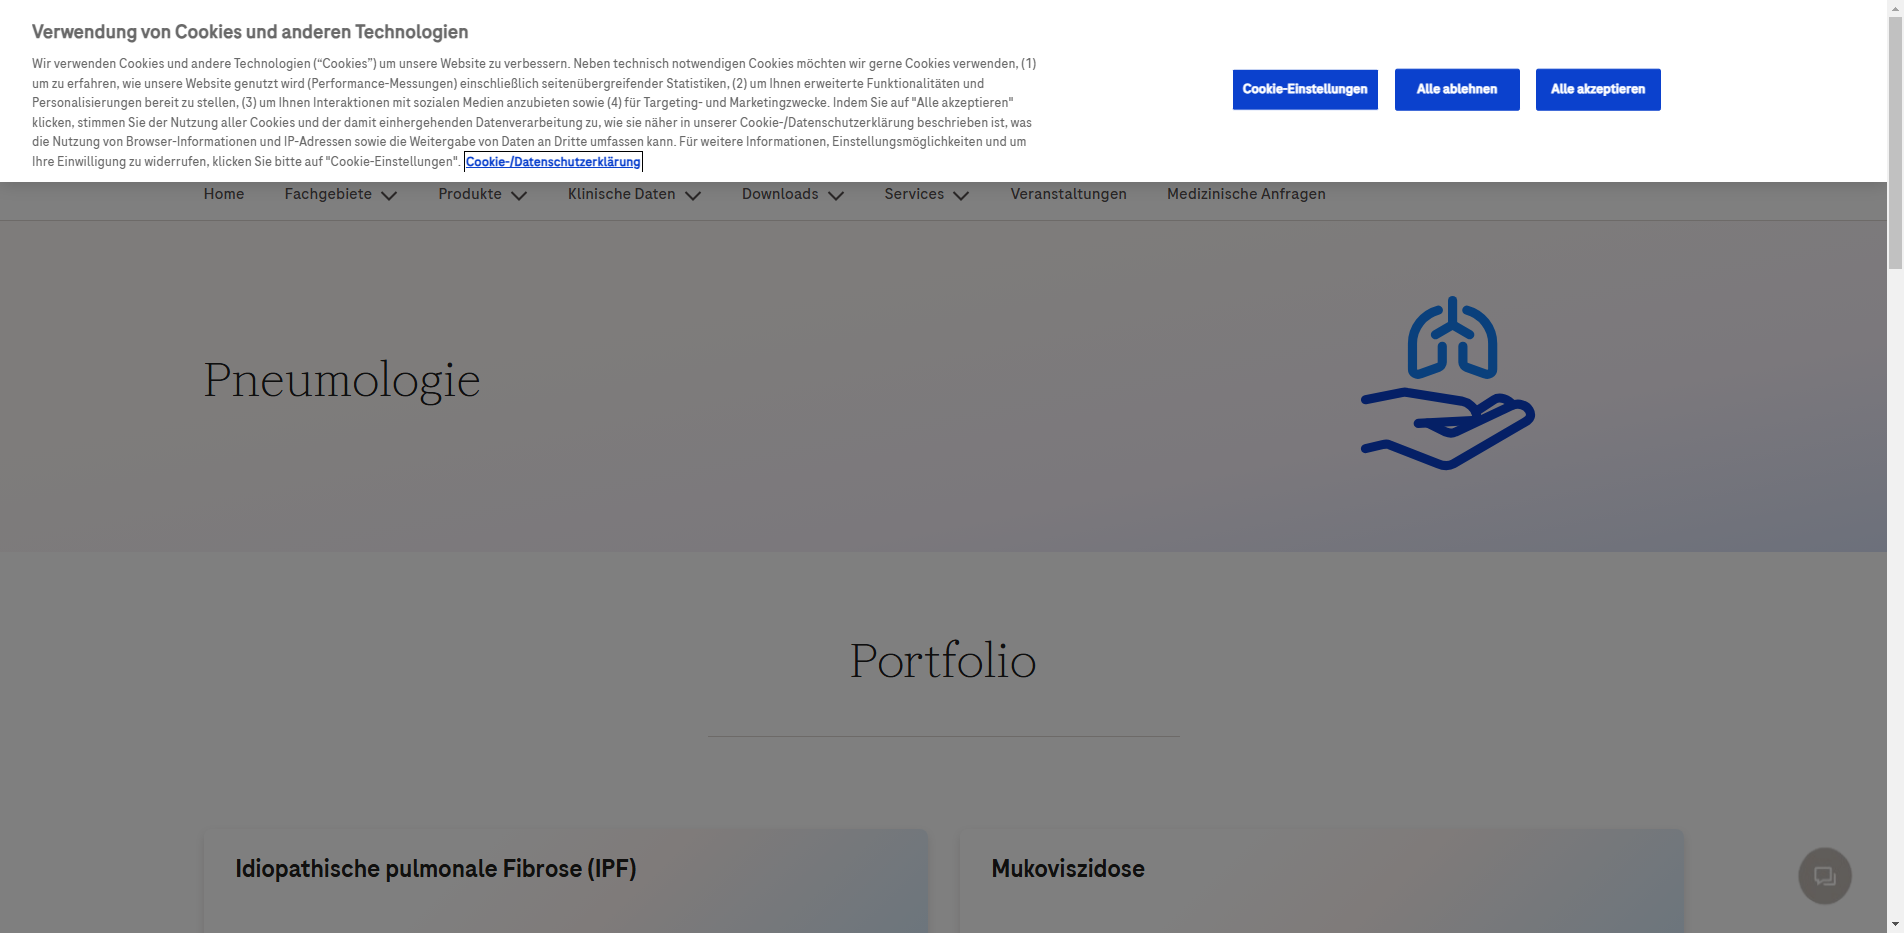 Verwendung von Cookies und anderen Technologien
Wir verwenden Cookies und andere Technologien (“Cookies”) um unsere Website zu verbessern. Neben technisch notwendigen Cookies möchten wir gerne Cookies verwenden, (1)
um zu erfahren, wie unsere Website genutzt wird (Performance-Messungen) einschließlich seitenübergreifender Statistiken, (2) um Ihnen erweiterte Funktionalitäten und
Personalisierungen bereit zu stellen, (3) um Ihnen Interaktionen mit sozialen Medien anzubieten sowie (4) für Targeting- und Marketingzwecke. Indem Sie auf "Alle akzeptieren"
klicken, stimmen Sie der Nutzung aller Cookies und der damit einhergehenden Datenverarbeitung zu, wie sie näher in unserer Cookie-/Datenschutzerklärung beschrieben ist, was
die Nutzung von Browser-Informationen und IP-Adressen sowie die Weitergabe von Daten an Dritte umfassen kann. Für weitere Informationen, Einstellungsmöglichkeiten und um
Ihre Einwilligung zu widerrufen, klicken Sie bitte auf "Cookie-Einstellungen". Cookie-/Datenschutzerklärung
Cookie-Einstellungen Alle ablehnen Alle akzeptieren
Home Fachgebiete Produkte Klinische Daten Downloads Services Veranstaltungen Medizinische Anfragen
Pneumologie
Portfolio
Idiopathische pulmonale Fibrose (IPF) Mukoviszidose